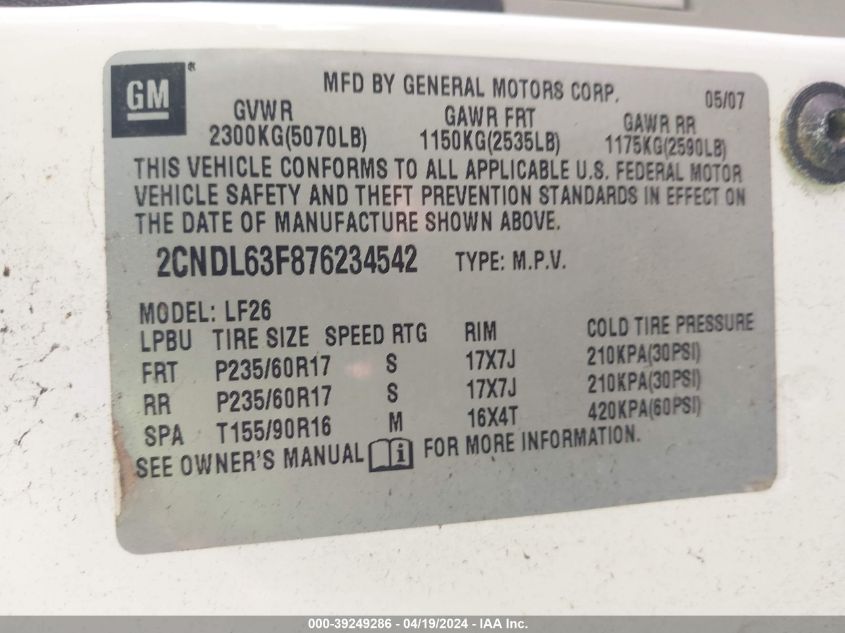 GM ®
MFD BY GENERAL MOTORS CORP. 05/07
GVWR GAWR FRT GAWR RR
2300KG(5070LB) 1150KG(2535LB) 1175KG(2590LB)
THIS VEHICLE CONFORMS TO ALL APPLICABLE U.S. FEDERAL MOTOR
VEHICLE SAFETY AND THEFT PREVENTION STANDARDS IN EFFECT ON
THE DATE OF MANUFACTURE SHOWN ABOVE.
2CNDL63F876234542 TYPE: M.P.V.
MODEL: LF26
LPBU TIRE SIZE SPEED RTG RIM COLD TIRE PRESSURE
FRT P235/60R17 S 17X7J 210KPA(30PSI)
RR P235/60R17 S 17X7J 210KPA(30PSI)
SPA T155/90R16 M 16X4T 420KPA(60PSI)
SEE OWNER'S MANUAL i FOR MORE INFORMATION.
000-39249286 - 04/19/2024 - IAA Inc.